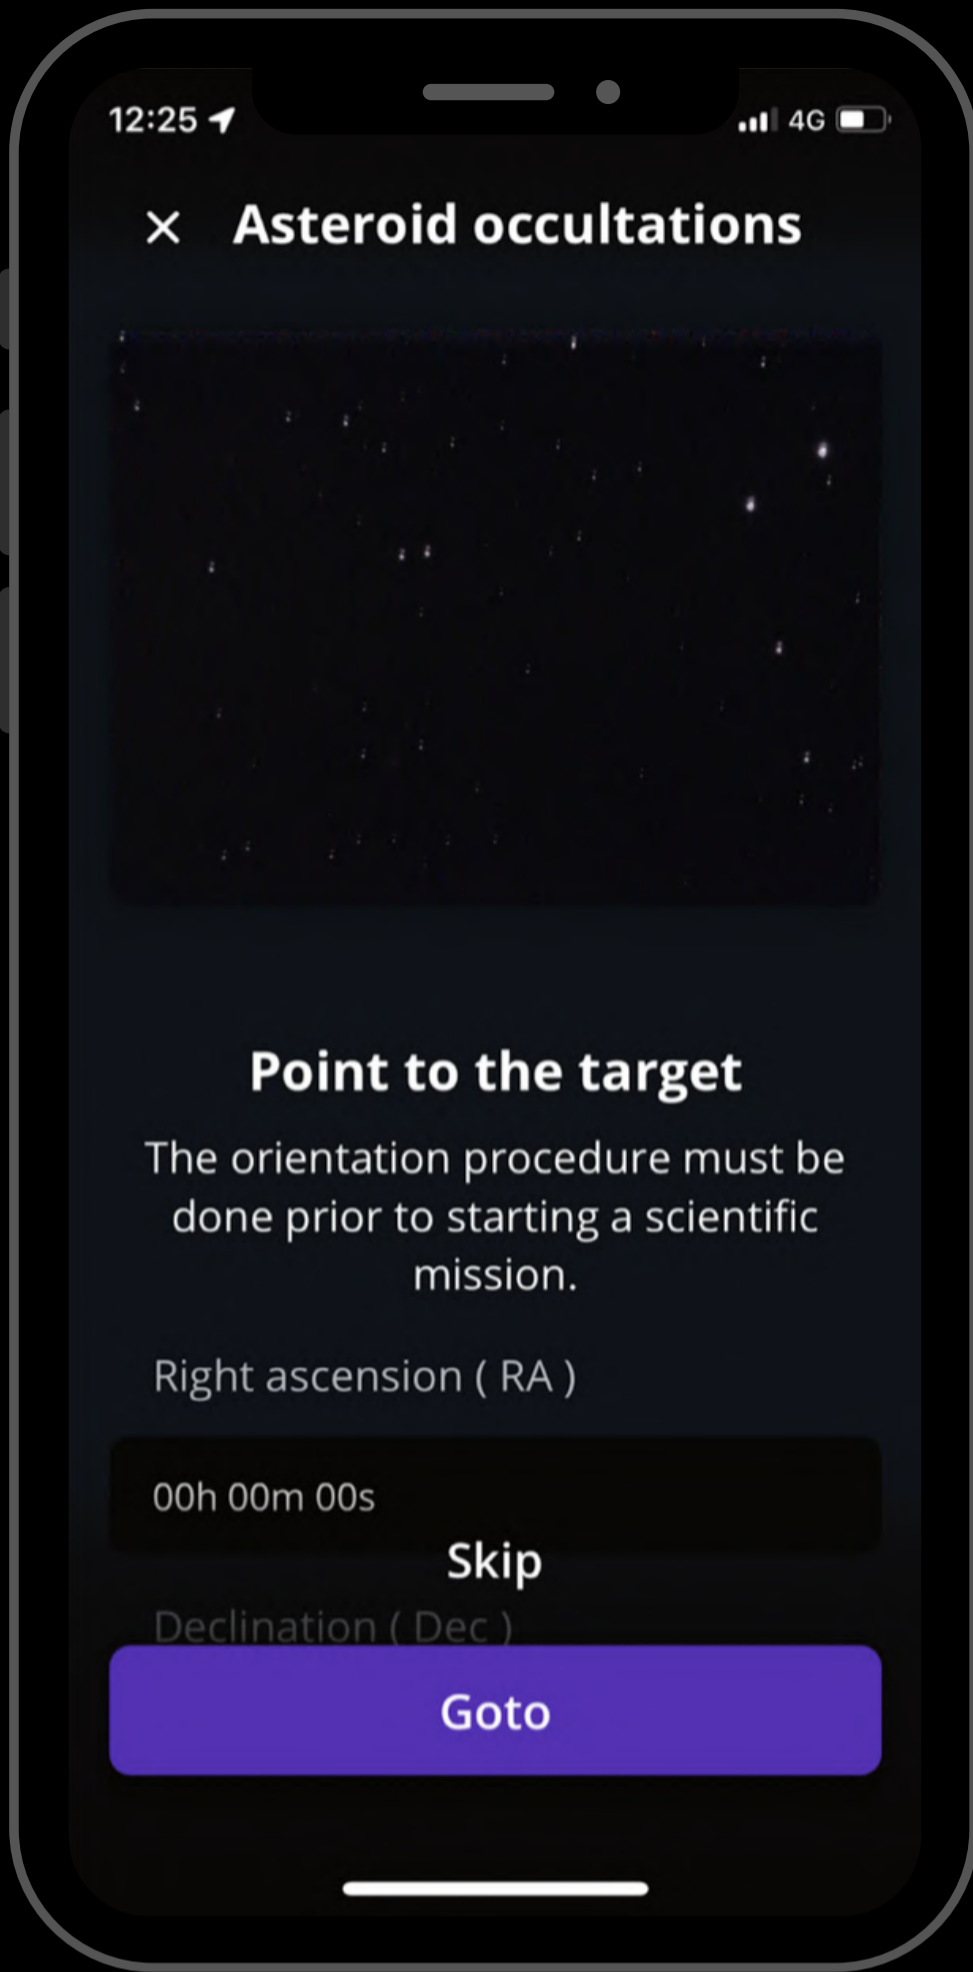 12:25
4G
Asteroid occultations
Point to the target
The orientation procedure must be
done prior to starting a scientific
mission.
Right ascension ( RA )
00h 00m 00s
Skip
Declination ( Dec )
Goto